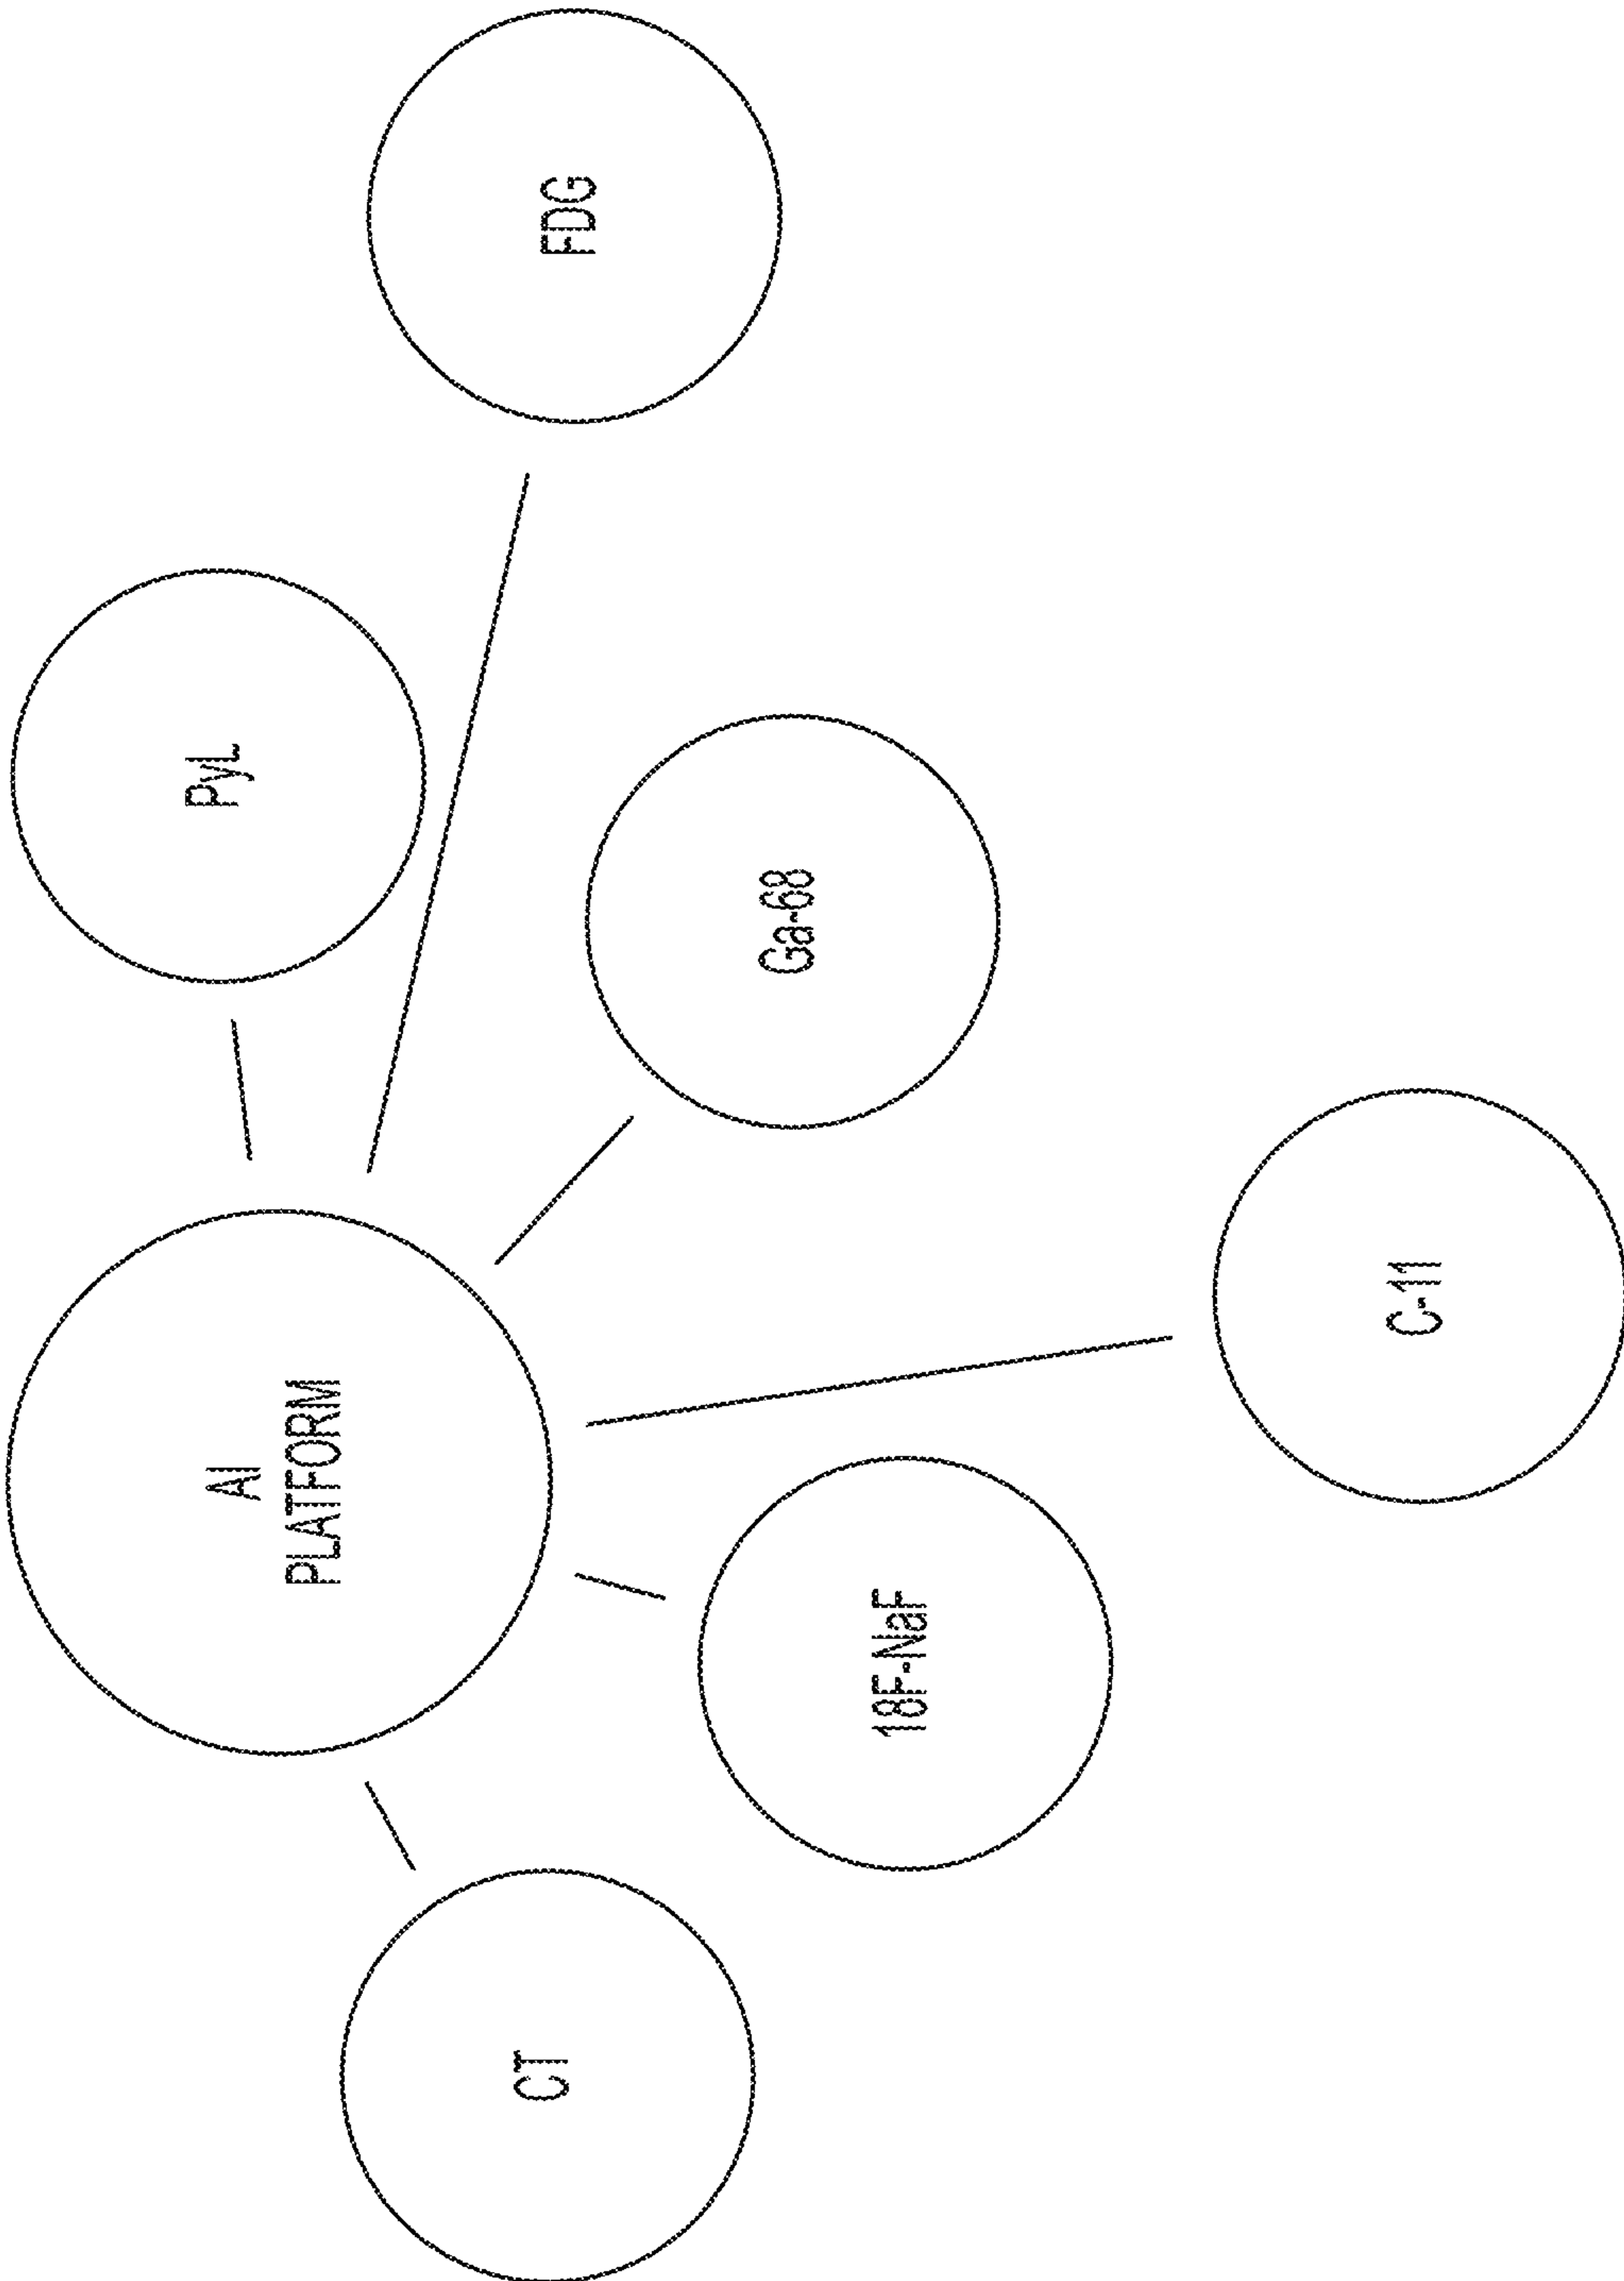 AI
PLATFORM
CT
18F-NaF
C-11
Ga-68
PyL
FDG